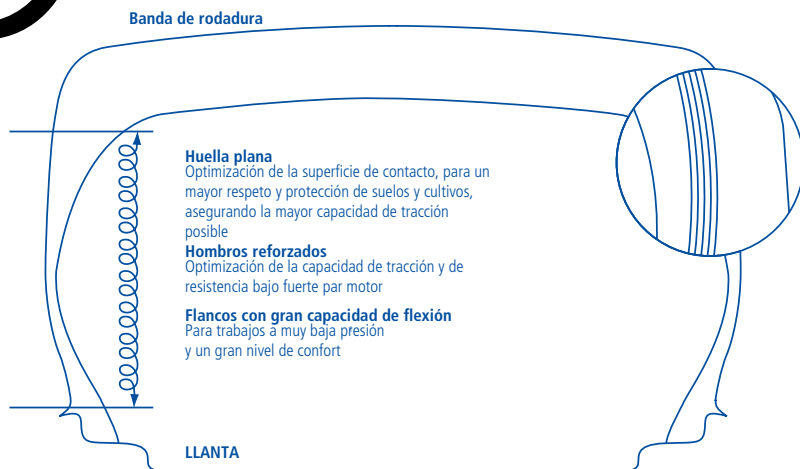 Banda de rodadura
Huella plana
Optimización de la superficie de contacto, para un
mayor respeto y protección de suelos y cultivos,
asegurando la mayor capacidad de tracción
posible
Hombros reforzados
Optimización de la capacidad de tracción y de
resistencia bajo fuerte par motor
Flancos con gran capacidad de flexión
Para trabajos a muy baja presión
y un gran nivel de confort
LLANTA